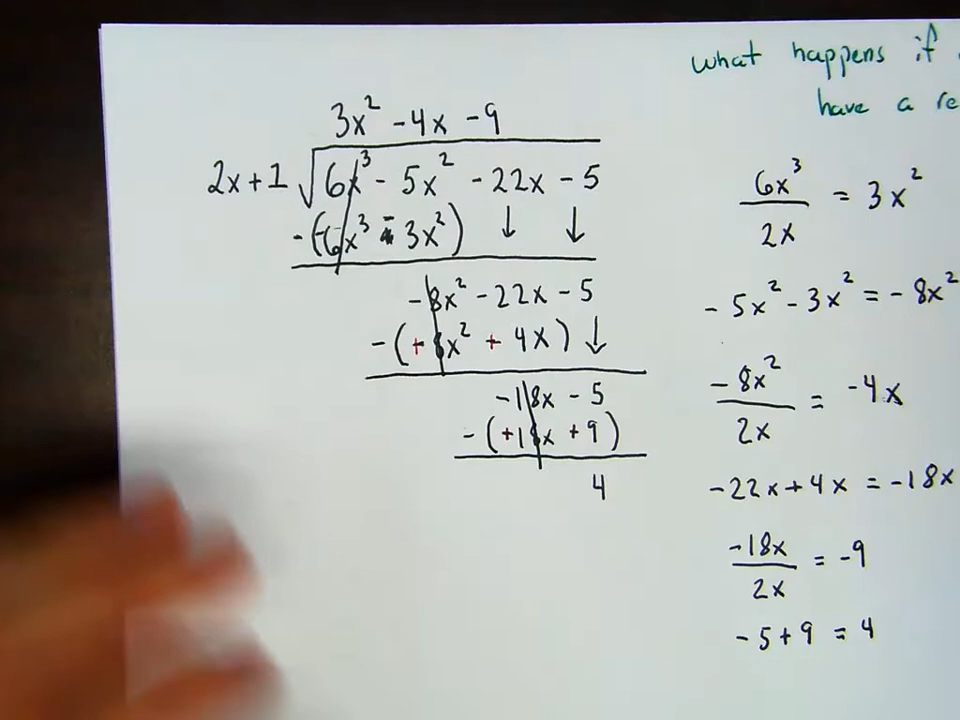 what happens if
have a re
3x² - 4x - 9
2x + 1 √ 6x³ - 5x² - 22x - 5
- (-6x³ - 3x²) ↓ ↓
- 8x² - 22x - 5
- (+8x² + 4x) ↓
- 18x - 5
- (+18x + 9)
4
6x³ / 2x = 3x²
- 5x² - 3x² = - 8x²
- 8x² / 2x = -4x
- 22x + 4x = - 18x
-18x / 2x = -9
- 5 + 9 = 4